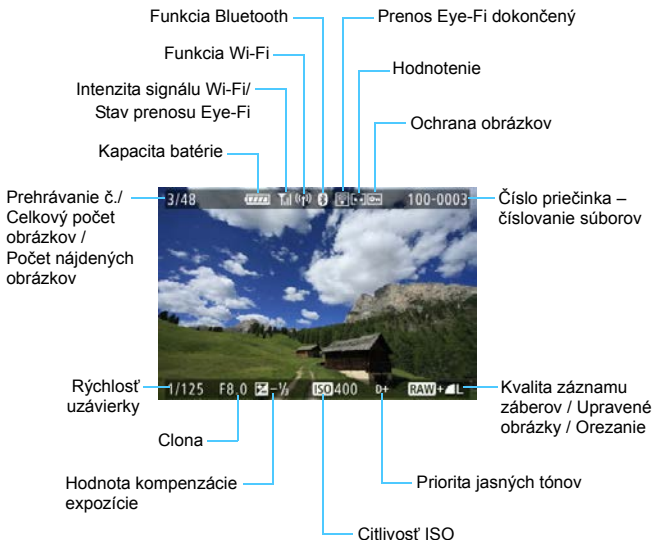 Funkcia Bluetooth
Prenos Eye-Fi dokončený
Funkcia Wi-Fi
Hodnotenie
Intenzita signálu Wi-Fi/
Stav prenosu Eye-Fi
Ochrana obrázkov
Kapacita batérie
Prehrávanie č./
Celkový počet
obrázkov /
Počet nájdených
obrázkov
3/48
100-0003
Číslo priečinka –
číslovanie súborov
Rýchlosť
uzávierky
1/125 F8.0 -⅓ ISO 400 D+ RAW+L
Kvalita záznamu
záberov / Upravené
obrázky / Orezanie
Clona
Hodnota kompenzácie
expozície
Priorita jasných tónov
Citlivosť ISO